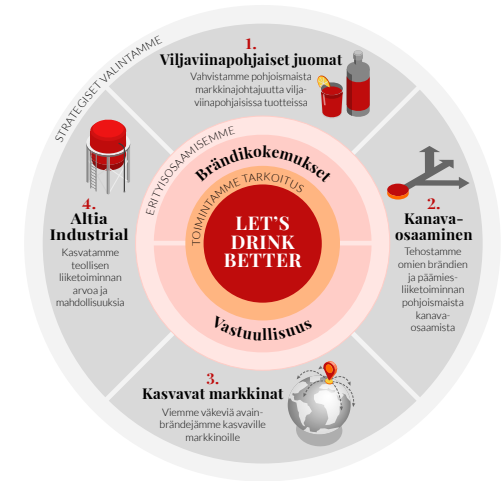 STRATEGISET VALINTAMME
1.
Viljaviinapohjaiset juomat
Vahvistamme pohjoismaista
markkinajohtajuutta vilja-
viinapohjaisissa tuotteissa
2.
Kanava-
osaaminen
Tehostamme
omien brändien
ja päämies-
liiketoiminnan
pohjoismaista
kanava-
osaamista
3.
Kasvavat markkinat
Viemme väkeviä avain-
brändejämme kasvaville
markkinoille
4.
Altia
Industrial
Kasvatamme
teollisen
liiketoiminnan
arvoa ja
mahdollisuuksia
ERITYISOSAAMISEMME
Brändikokemukset
Vastuullisuus
TOIMINTAMME TARKOITUS
LET'S
DRINK
BETTER